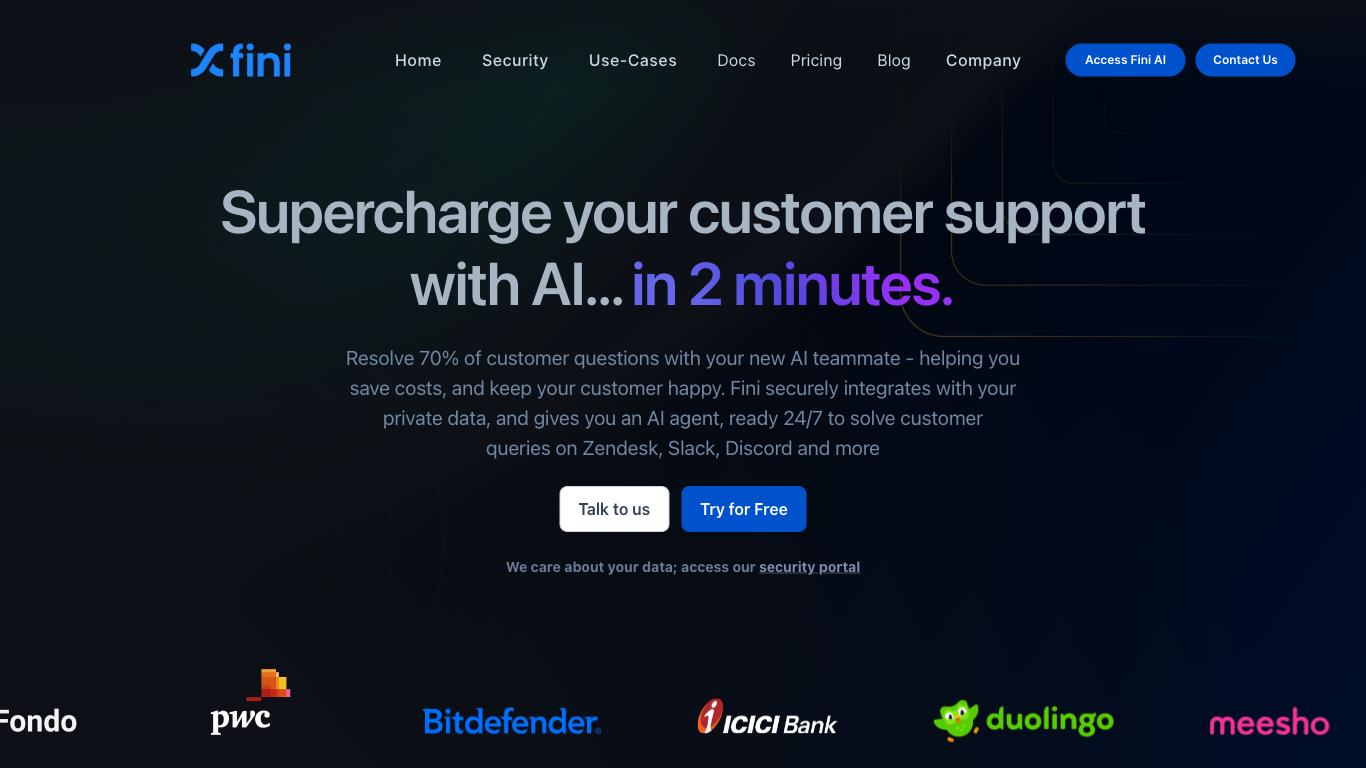 fini
Home Security Use-Cases Docs Pricing Blog Company Access Fini AI Contact Us
Supercharge your customer support
with AI... in 2 minutes.
Resolve 70% of customer questions with your new AI teammate - helping you
save costs, and keep your customer happy. Fini securely integrates with your
private data, and gives you an AI agent, ready 24/7 to solve customer
queries on Zendesk, Slack, Discord and more
Talk to us Try for Free
We care about your data; access our security portal
Fondo pwc Bitdefender® i ICICI Bank duolingo meesho